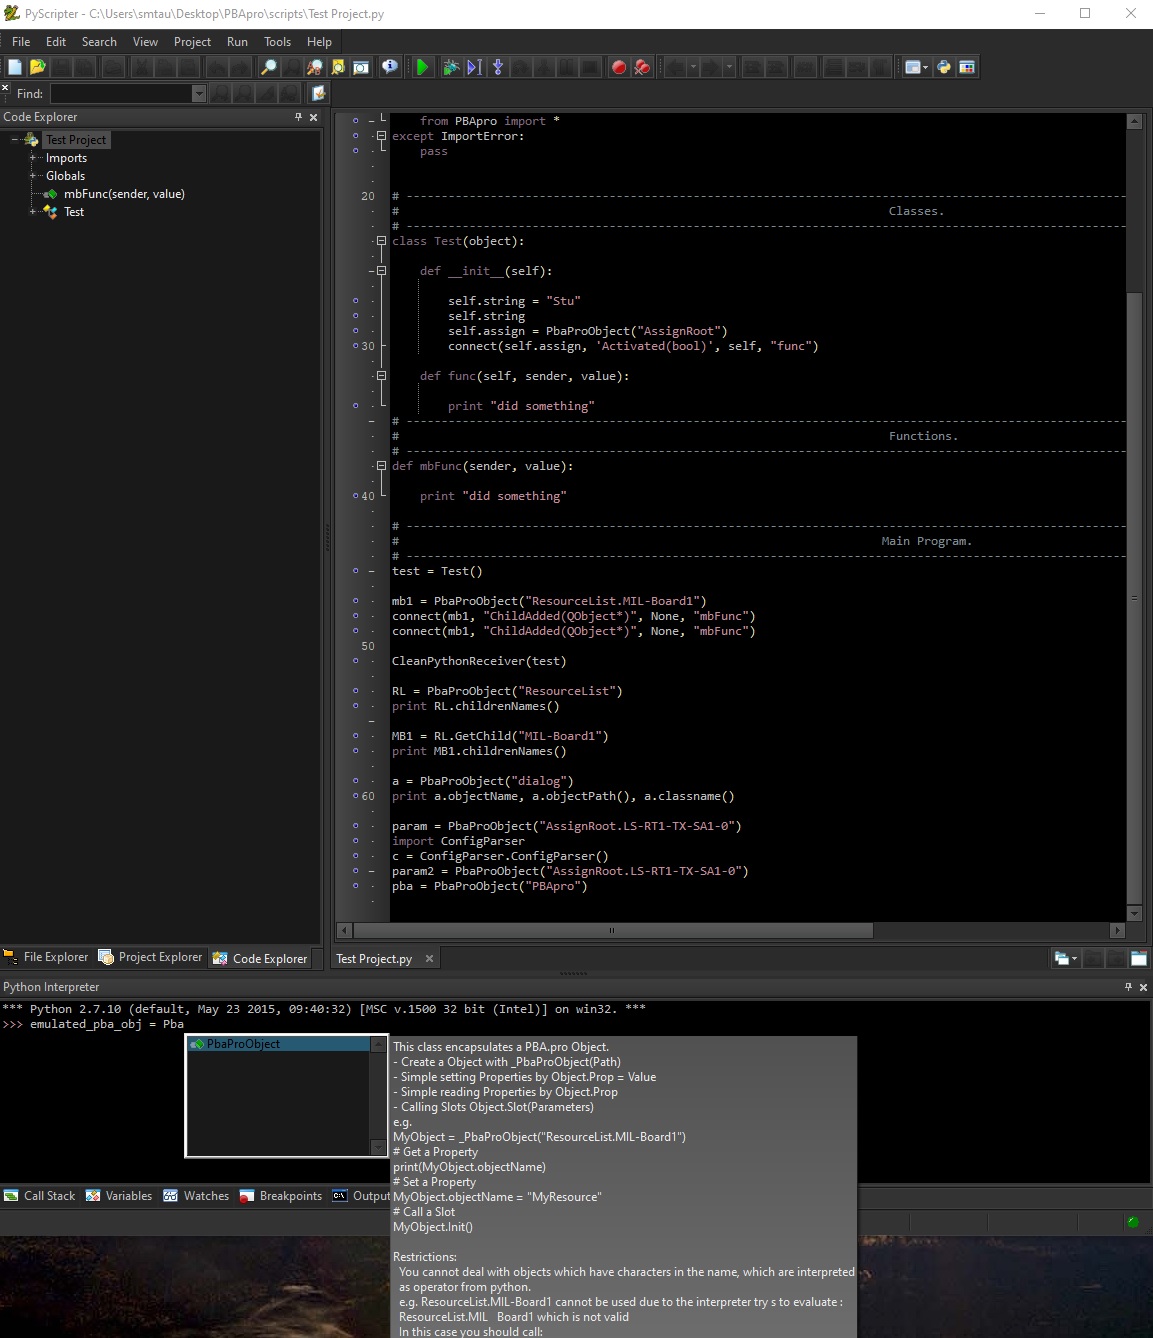 PyScripter - C:\Users\smtau\Desktop\PBApro\scripts\Test Project.py
File Edit Search View Project Run Tools Help
Find:
Code Explorer
Test Project
Imports
Globals
mbFunc(sender, value)
Test
from PBApro import *
except ImportError:
pass
20 # ----------------------------------------
# Classes.
# ----------------------------------------
class Test(object):
def __init__(self):
self.string = "Stu"
self.string
self.assign = PbaProObject("AssignRoot")
30 connect(self.assign, 'Activated(bool)', self, "func")
def func(self, sender, value):
print "did something"
# ----------------------------------------
# Functions.
# ----------------------------------------
def mbFunc(sender, value):
40 print "did something"
# ----------------------------------------
# Main Program.
# ----------------------------------------
test = Test()
mb1 = PbaProObject("ResourceList.MIL-Board1")
connect(mb1, "ChildAdded(QObject*)", None, "mbFunc")
connect(mb1, "ChildAdded(QObject*)", None, "mbFunc")
50
CleanPythonReceiver(test)
RL = PbaProObject("ResourceList")
print RL.childrenNames()
MB1 = RL.GetChild("MIL-Board1")
print MB1.childrenNames()
a = PbaProObject("dialog")
60 print a.objectName, a.objectPath(), a.classname()
param = PbaProObject("AssignRoot.LS-RT1-TX-SA1-0")
import ConfigParser
c = ConfigParser.ConfigParser()
param2 = PbaProObject("AssignRoot.LS-RT1-TX-SA1-0")
pba = PbaProObject("PBApro")
File Explorer Project Explorer Code Explorer
Test Project.py
Python Interpreter
*** Python 2.7.10 (default, May 23 2015, 09:40:32) [MSC v.1500 32 bit (Intel)] on win32. ***
>>> emulated_pba_obj = Pba
PbaProObject
This class encapsulates a PBA.pro Object.
- Create a Object with _PbaProObject(Path)
- Simple setting Properties by Object.Prop = Value
- Simple reading Properties by Object.Prop
- Calling Slots Object.Slot(Parameters)
e.g.
MyObject = _PbaProObject("ResourceList.MIL-Board1")
# Get a Property
print(MyObject.objectName)
# Set a Property
MyObject.objectName = "MyResource"
# Call a Slot
MyObject.Init()
Restrictions:
You cannot deal with objects which have characters in the name, which are interpreted
as operator from python.
e.g. ResourceList.MIL-Board1 cannot be used due to the interpreter try s to evaluate :
ResourceList.MIL Board1 which is not valid
In this case you should call:
Call Stack Variables Watches Breakpoints Output